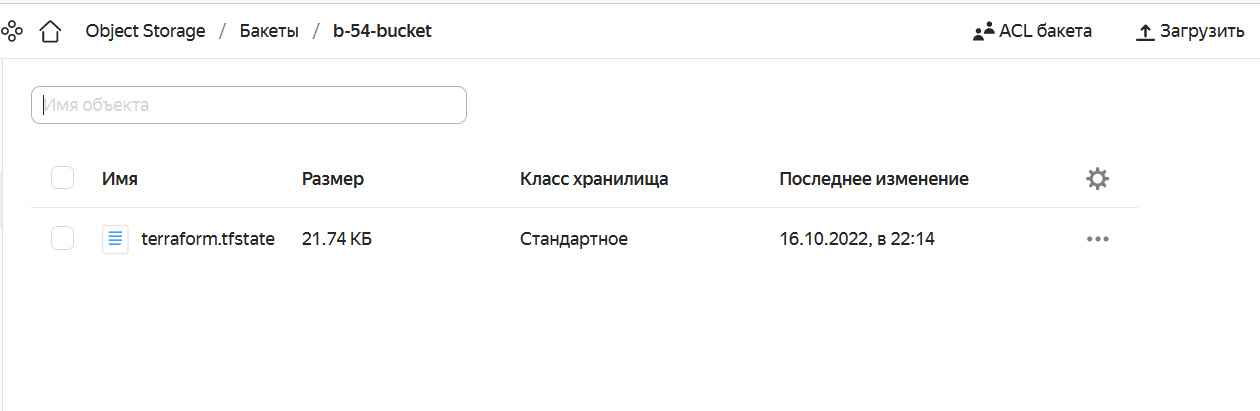 Object Storage / Бакеты / b-54-bucket ACL бакета Загрузить
Имя объекта
Имя Размер Класс хранилища Последнее изменение
terraform.tfstate 21.74 КБ Стандартное 16.10.2022, в 22:14